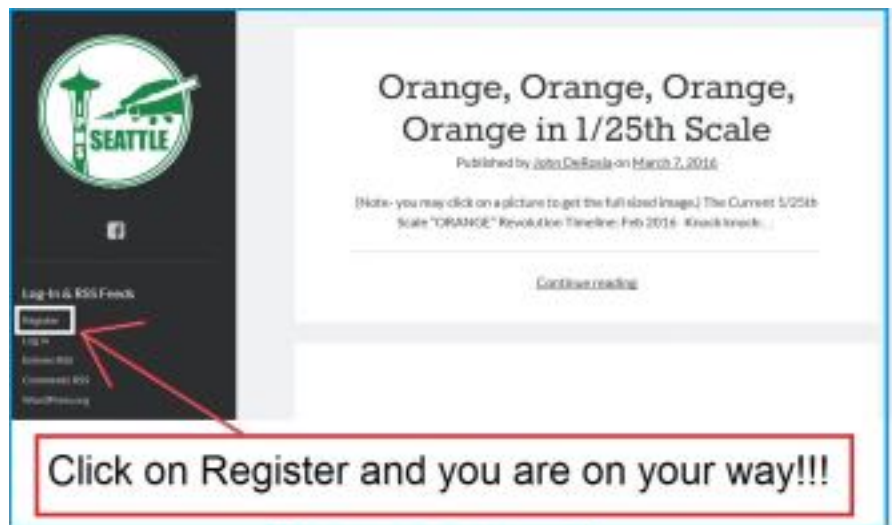 SEATTLE
Orange, Orange, Orange,
Orange in 1/25th Scale
Published by John DeRosia on March 7, 2016
(Note- you may click on a picture to get the full sized image.) The Current 1/25th
Scale "ORANGE" Revolution Timeline: Feb 2016 - Knock knock…
Continue reading
Log-In & RSS Feeds
Register
Log in
Entries RSS
Comments RSS
WordPress.org
Click on Register and you are on your way!!!